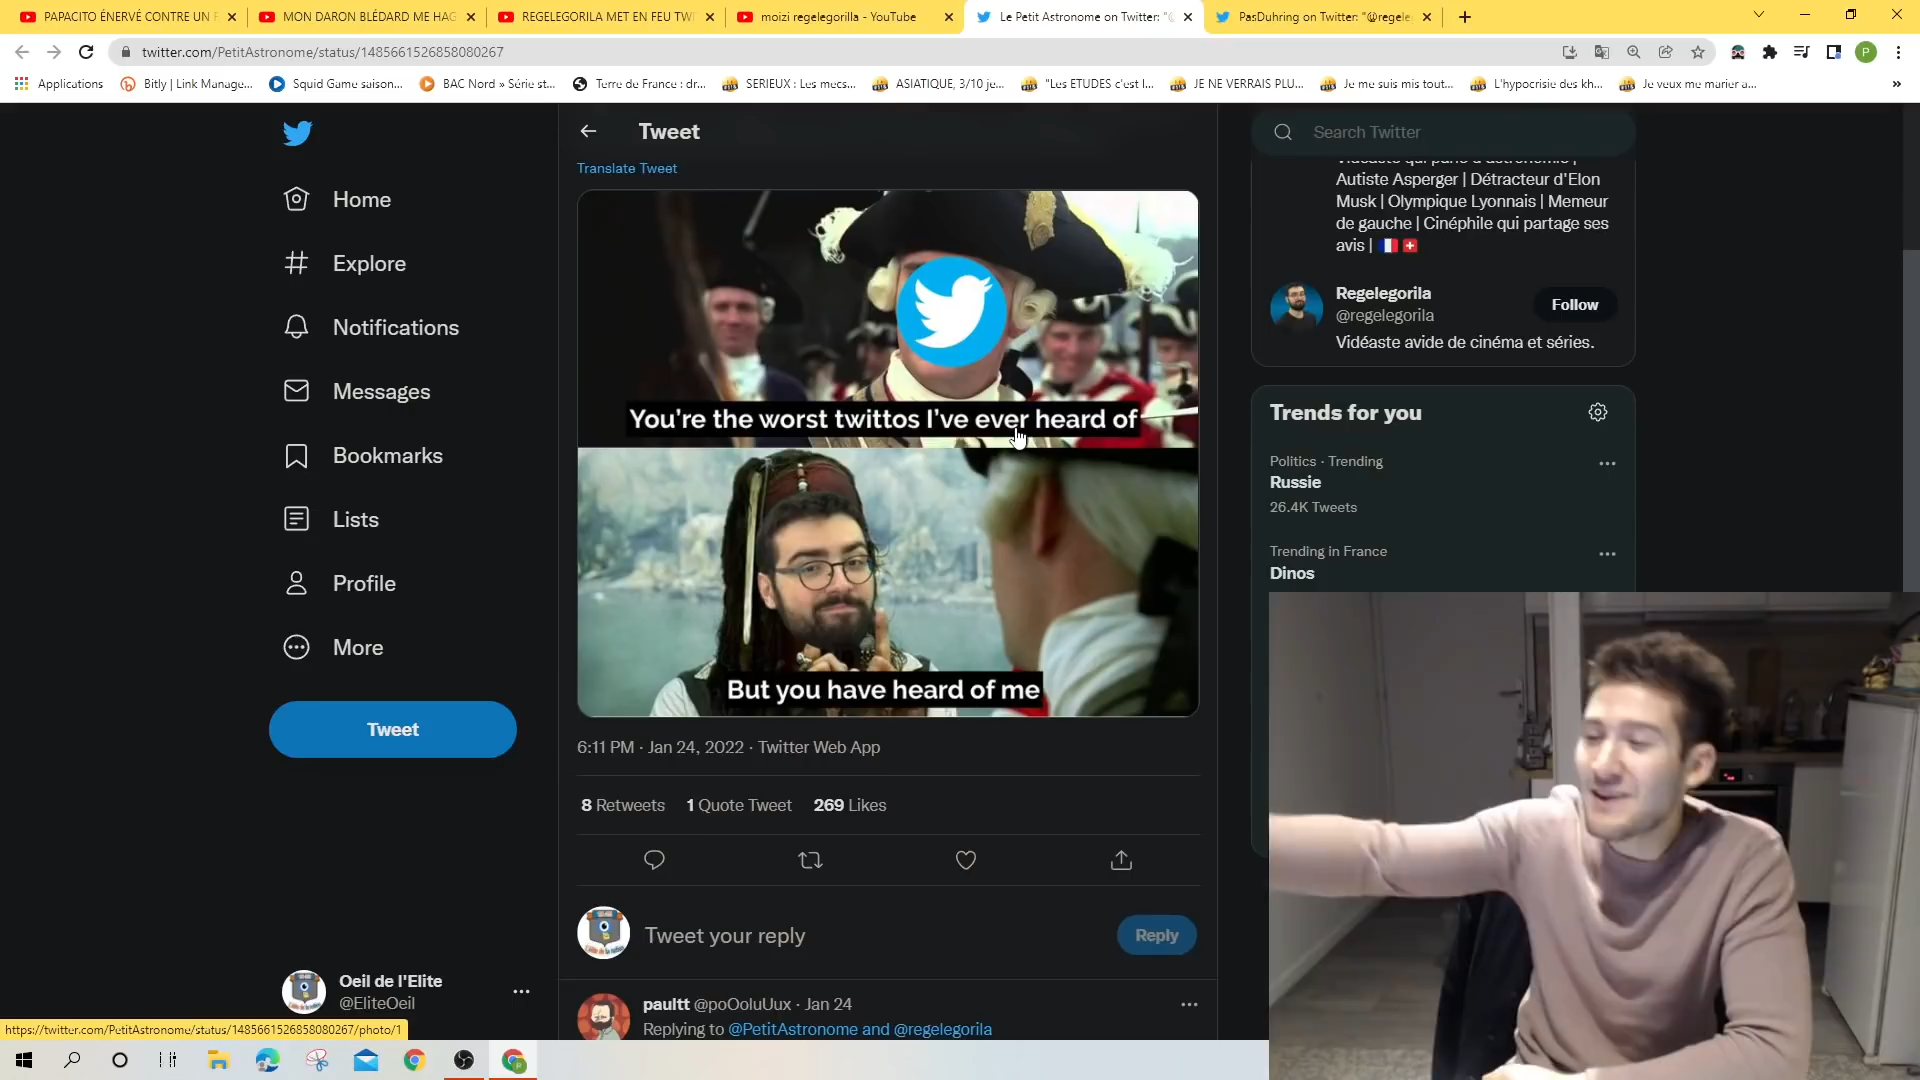 PAPACITO ÉNERVÉ CONTRE UN F
MON DARON BLÉDARD ME HAG
REGELEGORILA MET EN FEU TWI
moizi regelegorilla - YouTube
Le Petit Astronome on Twitter: "@
PasDuhring on Twitter: "@regele
twitter.com/PetitAstronome/status/1485661526858080267
P
Applications
Bitly | Link Manage...
Squid Game saison...
BAC Nord » Série st...
Terre de France : dr...
SERIEUX : Les mecs...
ASIATIQUE, 3/10 je...
"Les ETUDES c'est l...
JE NE VERRAIS PLU...
Je me suis mis tout...
L'hypocrisie des kh...
Je veux me marier a...
»
Home
Explore
Notifications
Messages
Bookmarks
Lists
Profile
More
Tweet
Oeil de l'Elite
@EliteOeil
https://twitter.com/PetitAstronome/status/1485661526858080267/photo/1
Tweet
Translate Tweet
You're the worst twittos I've ever heard of
But you have heard of me
6:11 PM · Jan 24, 2022 · Twitter Web App
8 Retweets 1 Quote Tweet 269 Likes
Tweet your reply
Reply
paultt @poOoluUux · Jan 24
Replying to @PetitAstronome and @regelegorila
Search Twitter
Vidéaste qui parle d'astronomie |
Autiste Asperger | Détracteur d'Elon
Musk | Olympique Lyonnais | Memeur
de gauche | Cinéphile qui partage ses
avis |
Regelegorila
@regelegorila
Follow
Vidéaste avide de cinéma et séries.
Trends for you
Politics · Trending
Russie
26.4K Tweets
Trending in France
Dinos